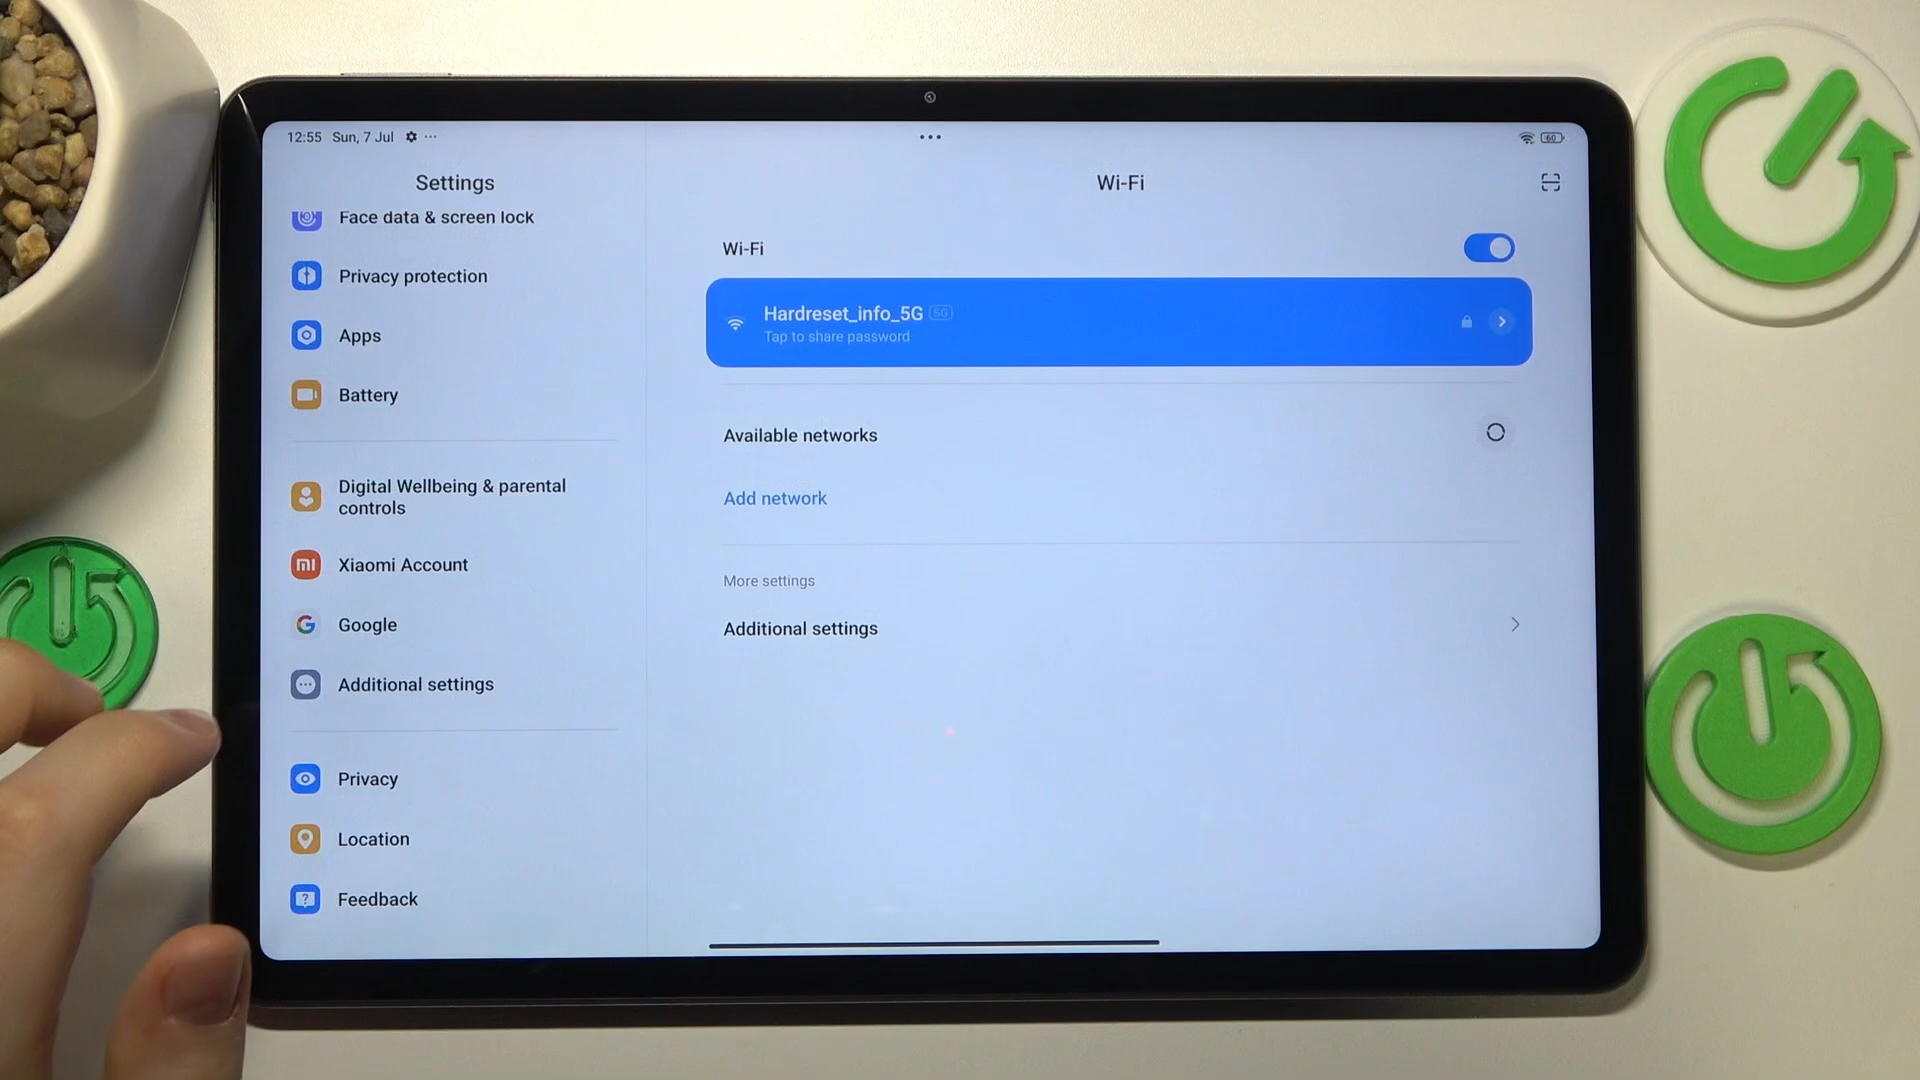 12:55 Sun, 7 Jul
60
Settings
Face data & screen lock
Privacy protection
Apps
Battery
Digital Wellbeing & parental
controls
Xiaomi Account
Google
Additional settings
Privacy
Location
Feedback
Wi-Fi
Wi-Fi
Hardreset_info_5G 5G
Tap to share password
Available networks
Add network
More settings
Additional settings